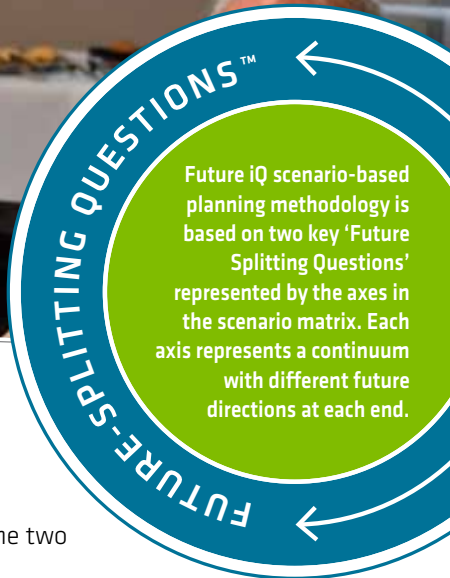 FUTURE-SPLITTING QUESTIONS™
Future iQ scenario-based
planning methodology is
based on two key ‘Future
Splitting Questions’
represented by the axes in
the scenario matrix. Each
axis represents a continuum
with different future
directions at each end.
ne two